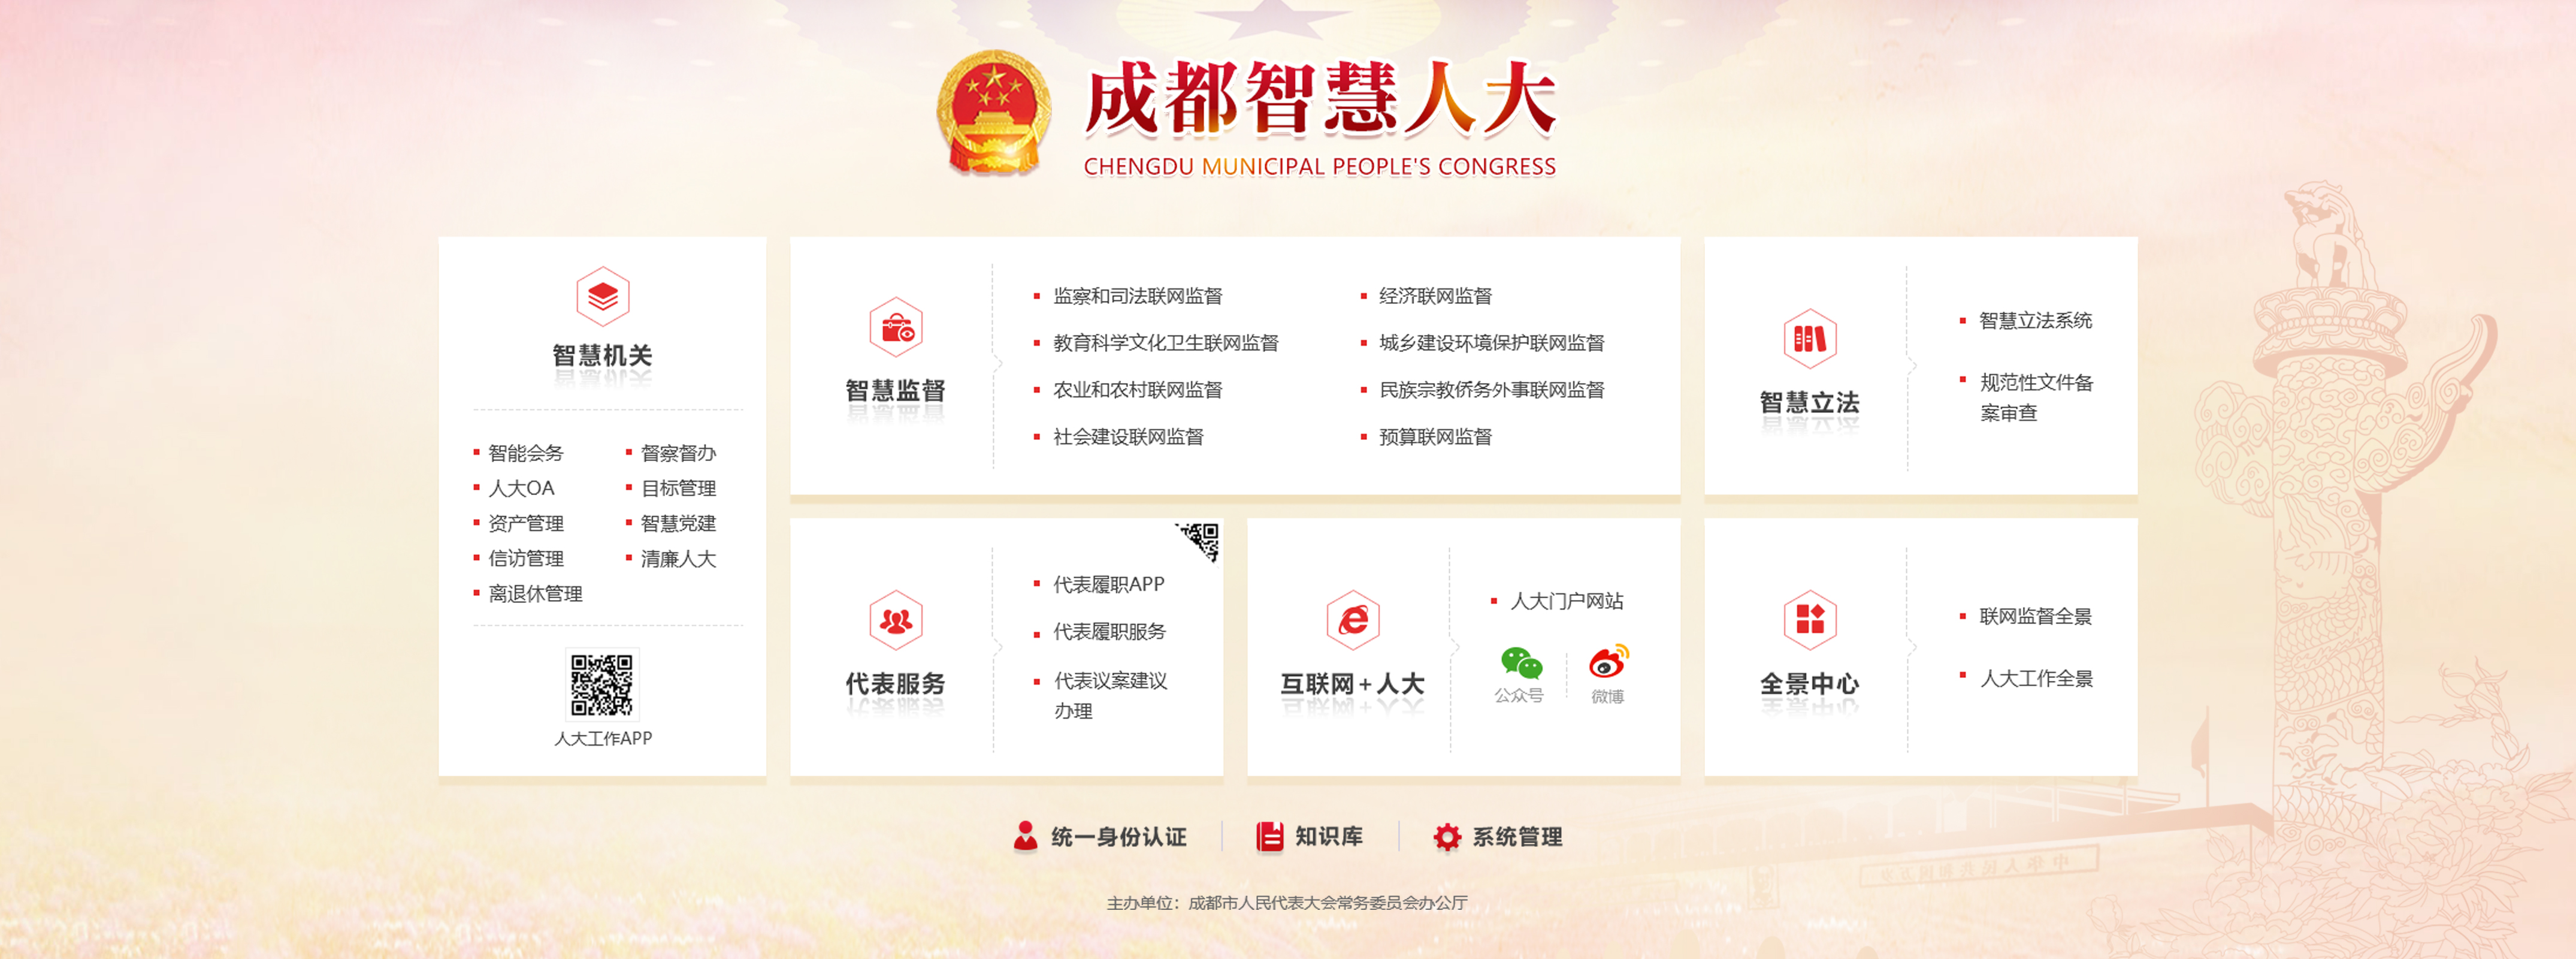 成都智慧人大
CHENGDU MUNICIPAL PEOPLE'S CONGRESS
智慧机关
智能会务
督察督办
人大OA
目标管理
资产管理
智慧党建
信访管理
清廉人大
离退休管理
人大工作APP
智慧监督
监察和司法联网监督
经济联网监督
教育科学文化卫生联网监督
城乡建设环境保护联网监督
农业和农村联网监督
民族宗教侨务外事联网监督
社会建设联网监督
预算联网监督
智慧立法
智慧立法系统
规范性文件备
案审查
代表服务
代表履职APP
代表履职服务
代表议案建议
办理
互联网+人大
人大门户网站
公众号
微博
全景中心
联网监督全景
人大工作全景
统一身份认证
知识库
系统管理
主办单位：成都市人民代表大会常务委员会办公厅